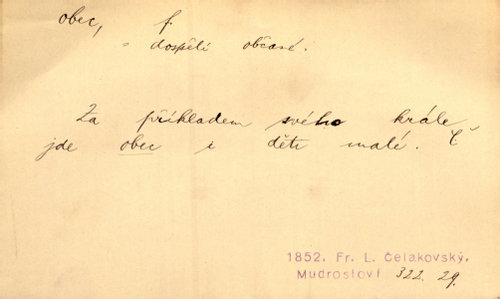 obec, f.
= dospělí občané.
Za příkladem svého krále
jde obec i děti malé. Č
1852. Fr. L. Čelakovský,
Mudrosloví 322. 29.